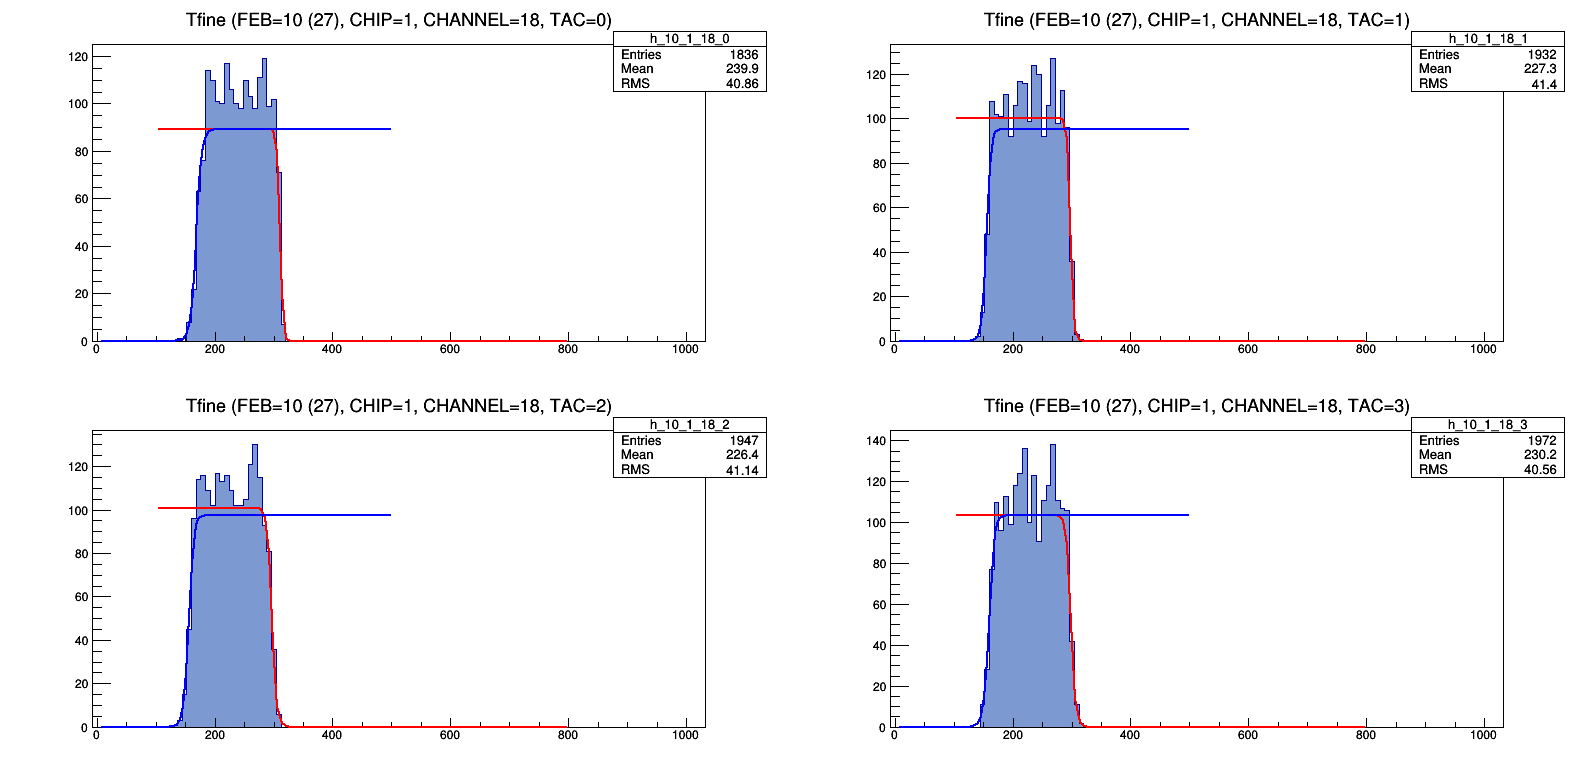 Tfine (FEB=10 (27), CHIP=1, CHANNEL=18, TAC=0)
h_10_1_18_0
Entries 1836
Mean 239.9
RMS 40.86
120
100
80
60
40
20
0
0 200 400 600 800 1000
Tfine (FEB=10 (27), CHIP=1, CHANNEL=18, TAC=1)
h_10_1_18_1
Entries 1932
Mean 227.3
RMS 41.4
120
100
80
60
40
20
0
0 200 400 600 800 1000
Tfine (FEB=10 (27), CHIP=1, CHANNEL=18, TAC=2)
h_10_1_18_2
Entries 1947
Mean 226.4
RMS 41.14
120
100
80
60
40
20
0
0 200 400 600 800 1000
Tfine (FEB=10 (27), CHIP=1, CHANNEL=18, TAC=3)
h_10_1_18_3
Entries 1972
Mean 230.2
RMS 40.56
140
120
100
80
60
40
20
0
0 200 400 600 800 1000